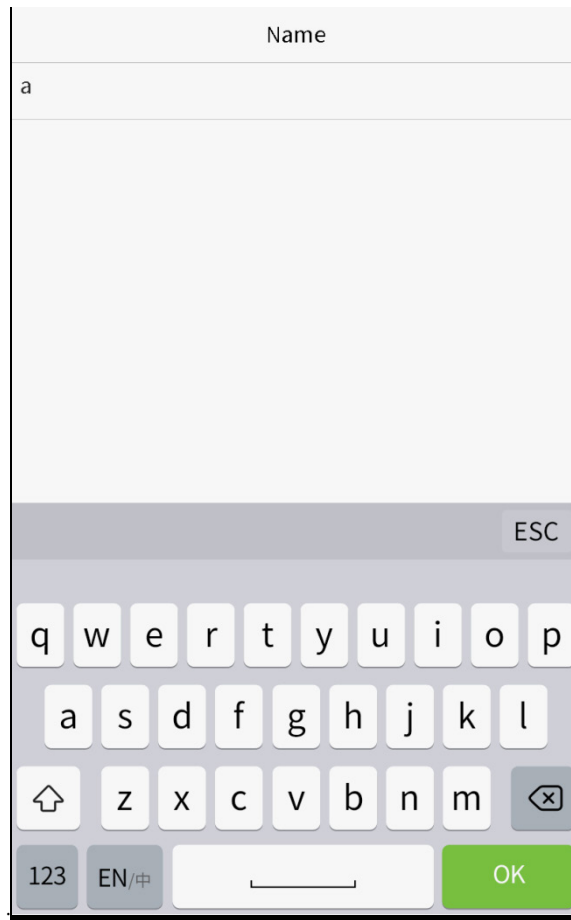 Name
a
ESC
q w e r t y u i o p
a s d f g h j k l
z x c v b n m
123 EN/中 OK
.